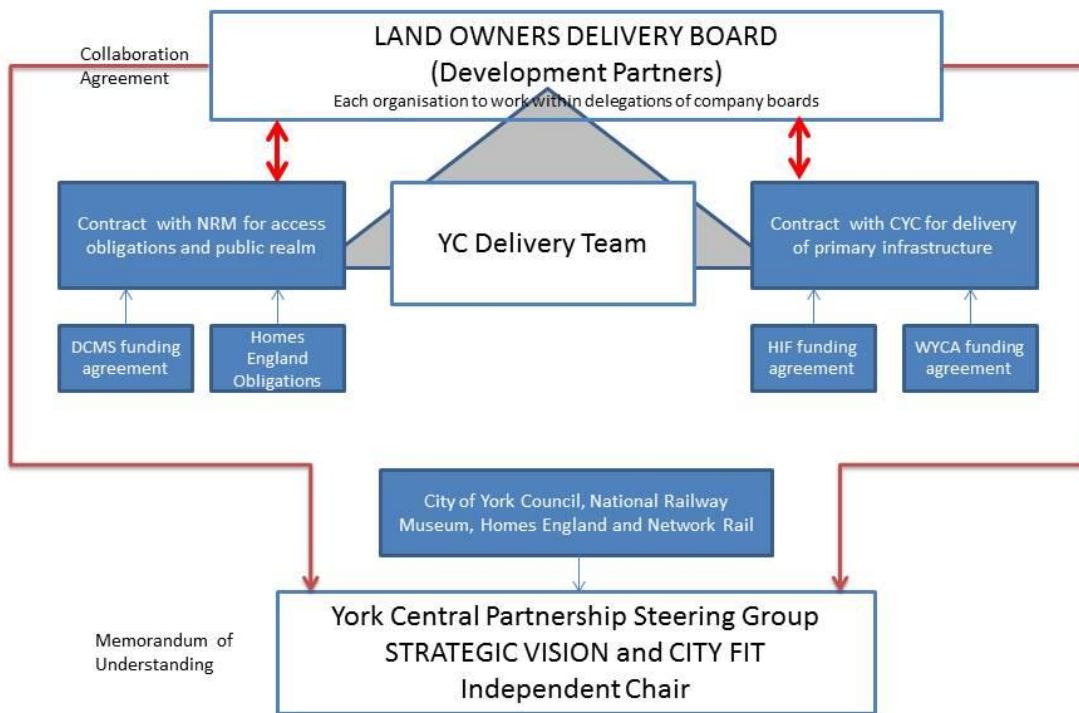 Collaboration
Agreement
LAND OWNERS DELIVERY BOARD
(Development Partners)
Each organisation to work within delegations of company boards
Contract with NRM for access
obligations and public realm
YC Delivery Team
Contract with CYC for delivery
of primary infrastructure
DCMS funding
agreement
Homes
England
Obligations
HIF funding
agreement
WYCA funding
agreement
City of York Council, National Railway
Museum, Homes England and Network Rail
Memorandum of
Understanding
York Central Partnership Steering Group
STRATEGIC VISION and CITY FIT
Independent Chair